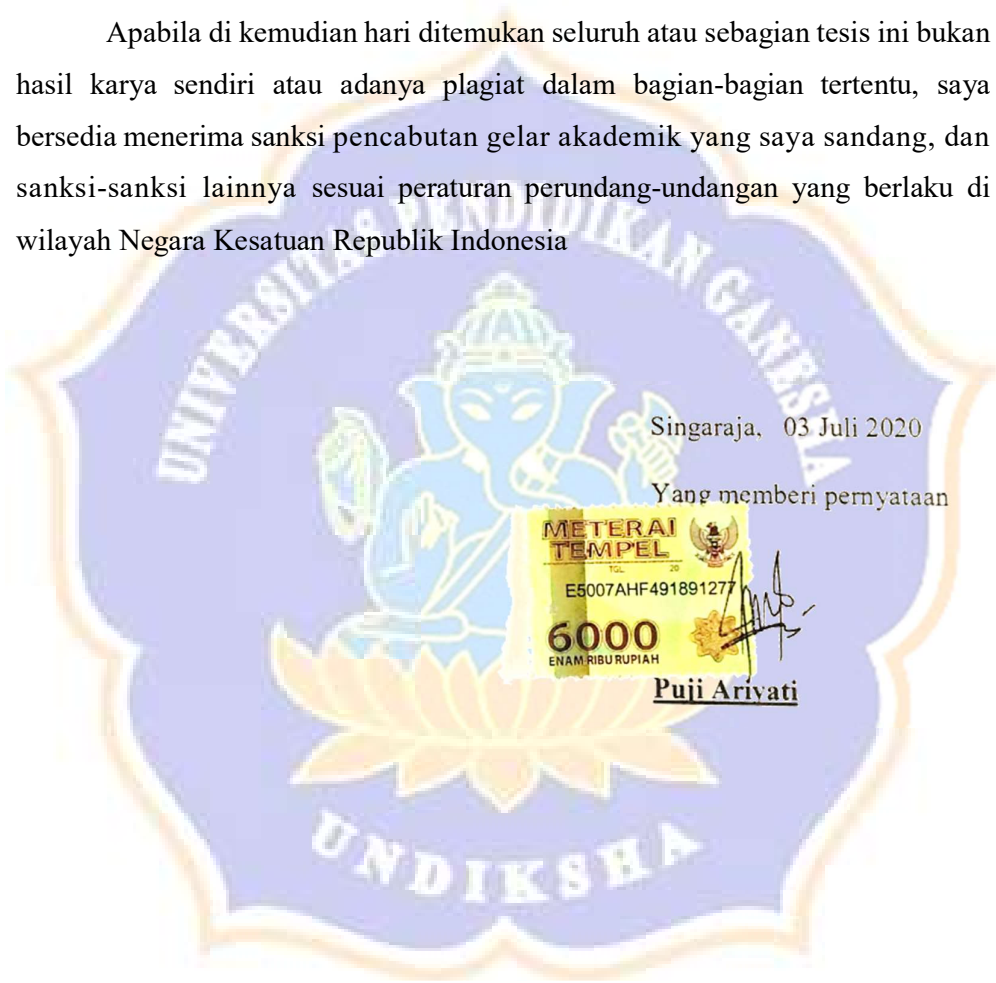 Apabila di kemudian hari ditemukan seluruh atau sebagian tesis ini bukan
hasil karya sendiri atau adanya plagiat dalam bagian-bagian tertentu, saya
bersedia menerima sanksi pencabutan gelar akademik yang saya sandang, dan
sanksi-sanksi lainnya sesuai peraturan perundang-undangan yang berlaku di
wilayah Negara Kesatuan Republik Indonesia
UNIVERSITAS PENDIDIKAN GANESHA
Singaraja, 03 Juli 2020
Yang memberi pernyataan
METERAI
TEMPEL
TGL. 20
E5007AHF491891277
6000
ENAM RIBU RUPIAH
Puji Ariyati
UNDIKSHA